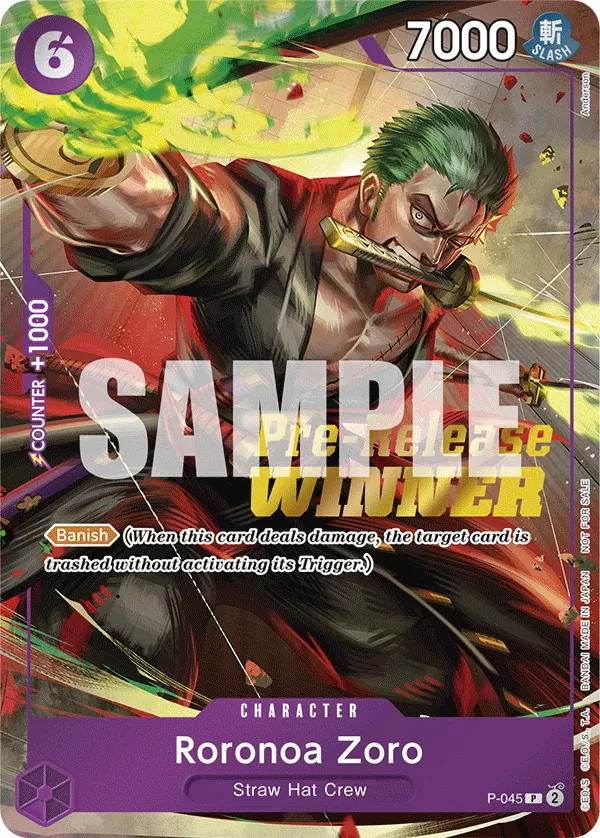 6
7000
斬
SLASH
Anderson
COUNTER +1000
SAMPLE
Pre-Release
WINNER
Banish (When this card deals damage, the target card is
trashed without activating its Trigger.)
CHARACTER
Roronoa Zoro
Straw Hat Crew
P-045 P 2
©E.O/S ©E.O./S., T.A. BANDAI MADE IN JAPAN NOT FOR SALE